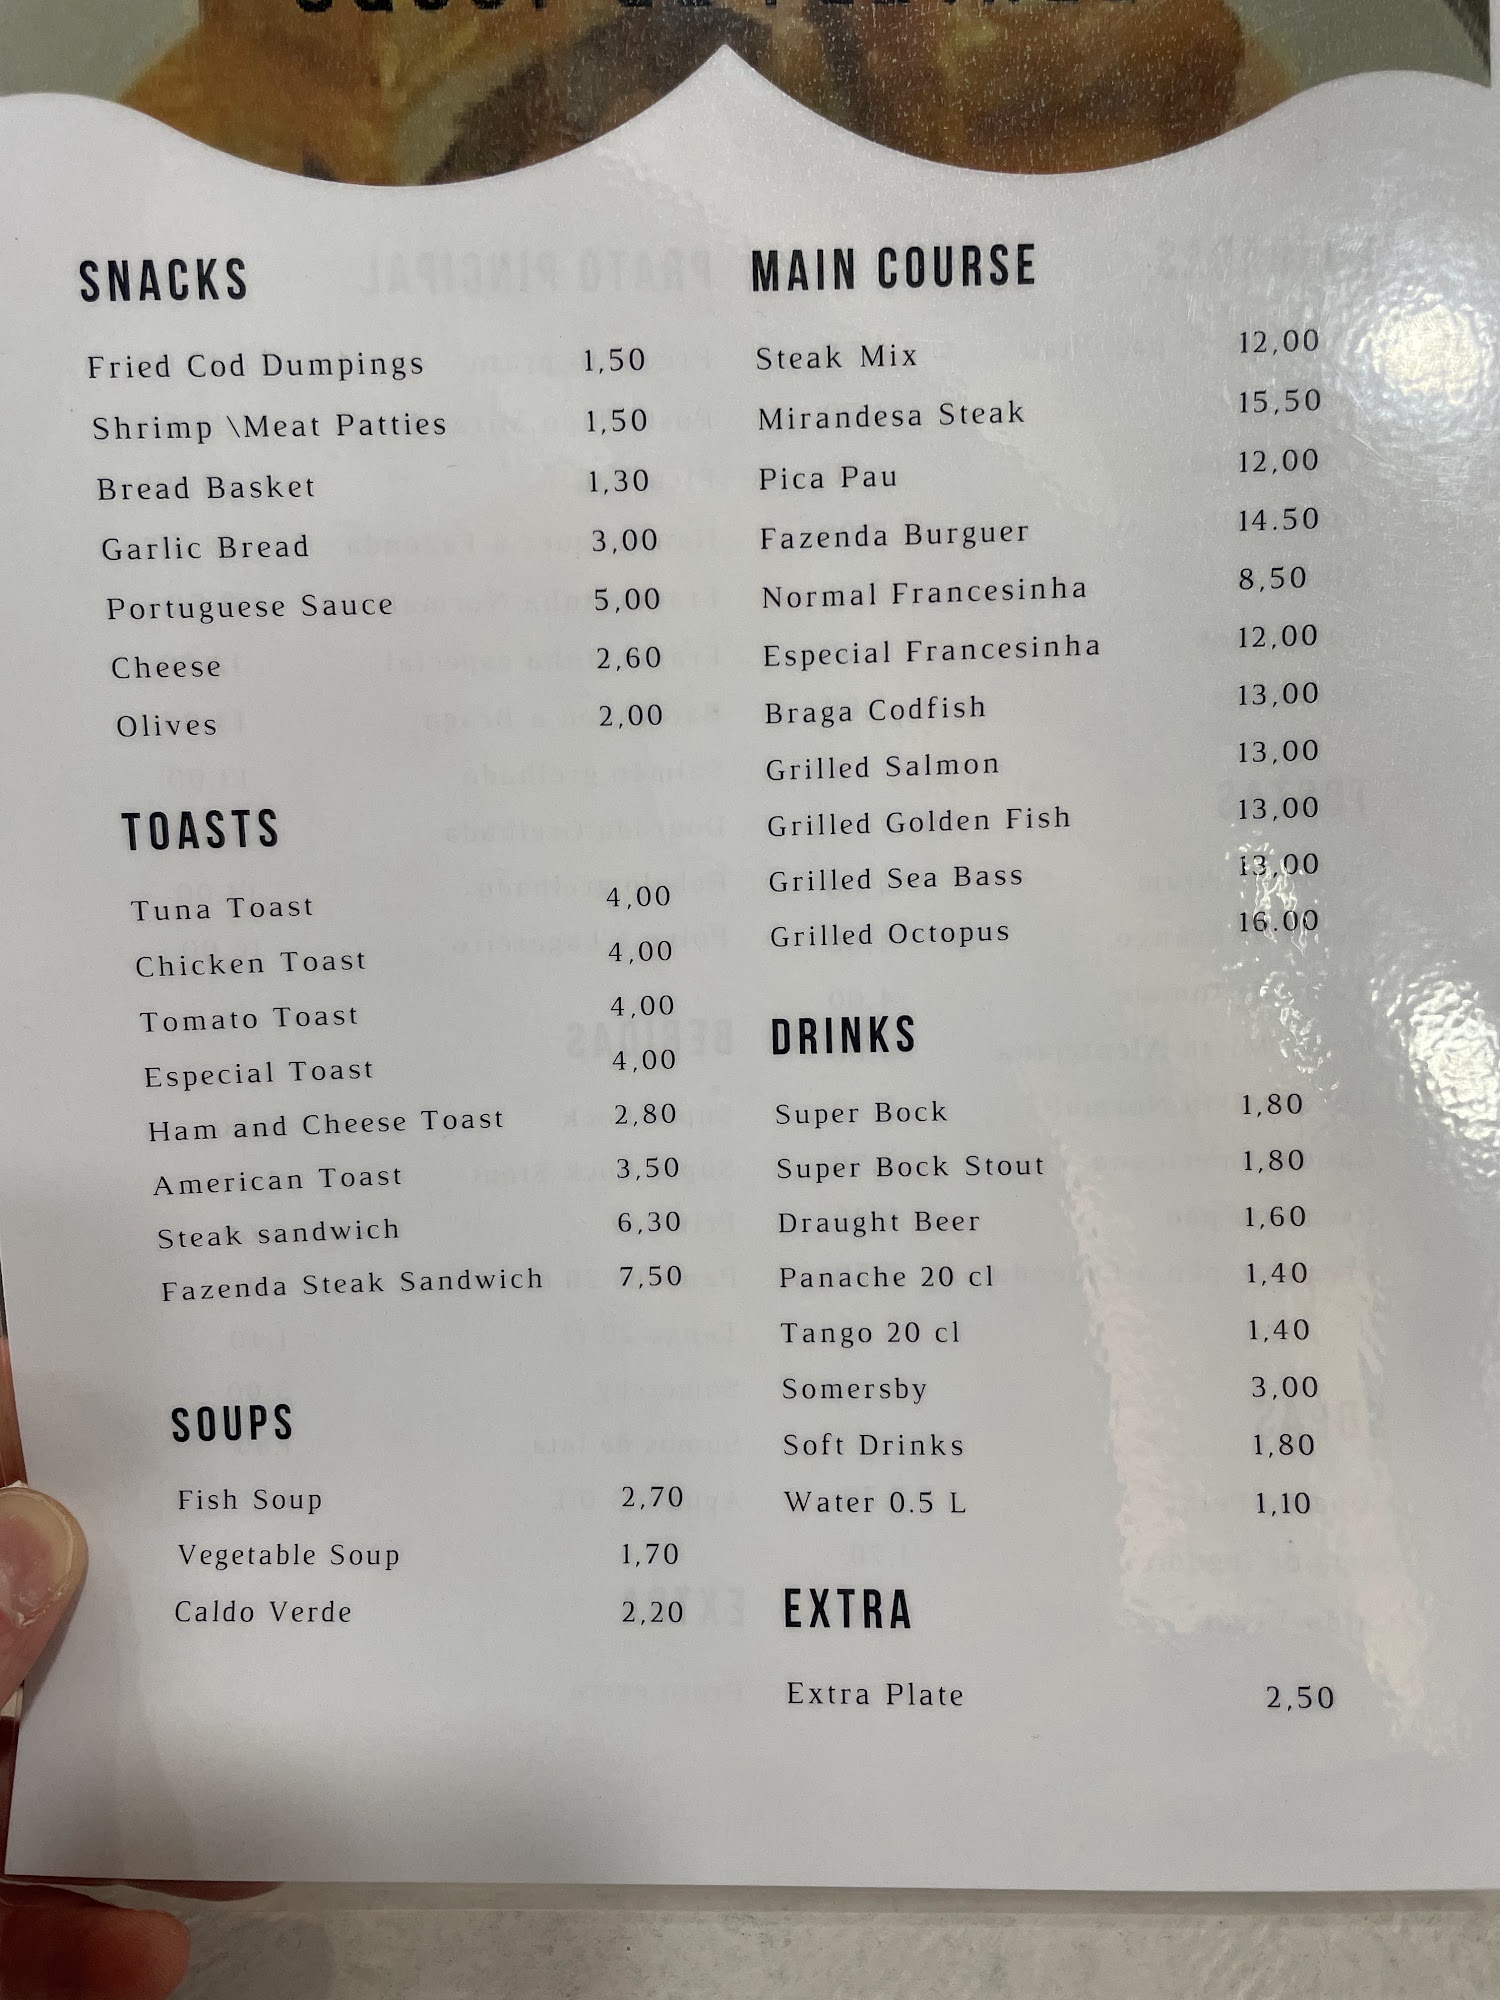 SNACKS
Fried Cod Dumpings 1,50
Shrimp \Meat Patties 1,50
Bread Basket 1,30
Garlic Bread 3,00
Portuguese Sauce 5,00
Cheese 2,60
Olives 2,00
TOASTS
Tuna Toast 4,00
Chicken Toast 4,00
Tomato Toast 4,00
Especial Toast 4,00
Ham and Cheese Toast 2,80
American Toast 3,50
Steak sandwich 6,30
Fazenda Steak Sandwich 7,50
SOUPS
Fish Soup 2,70
Vegetable Soup 1,70
Caldo Verde 2,20
MAIN COURSE
Steak Mix 12,00
Mirandesa Steak 15,50
Pica Pau 12,00
Fazenda Burguer 14.50
Normal Francesinha 8,50
Especial Francesinha 12,00
Braga Codfish 13,00
Grilled Salmon 13,00
Grilled Golden Fish 13,00
Grilled Sea Bass 13,00
Grilled Octopus 16.00
DRINKS
Super Bock 1,80
Super Bock Stout 1,80
Draught Beer 1,60
Panache 20 cl 1,40
Tango 20 cl 1,40
Somersby 3,00
Soft Drinks 1,80
Water 0.5 L 1,10
EXTRA
Extra Plate 2,50